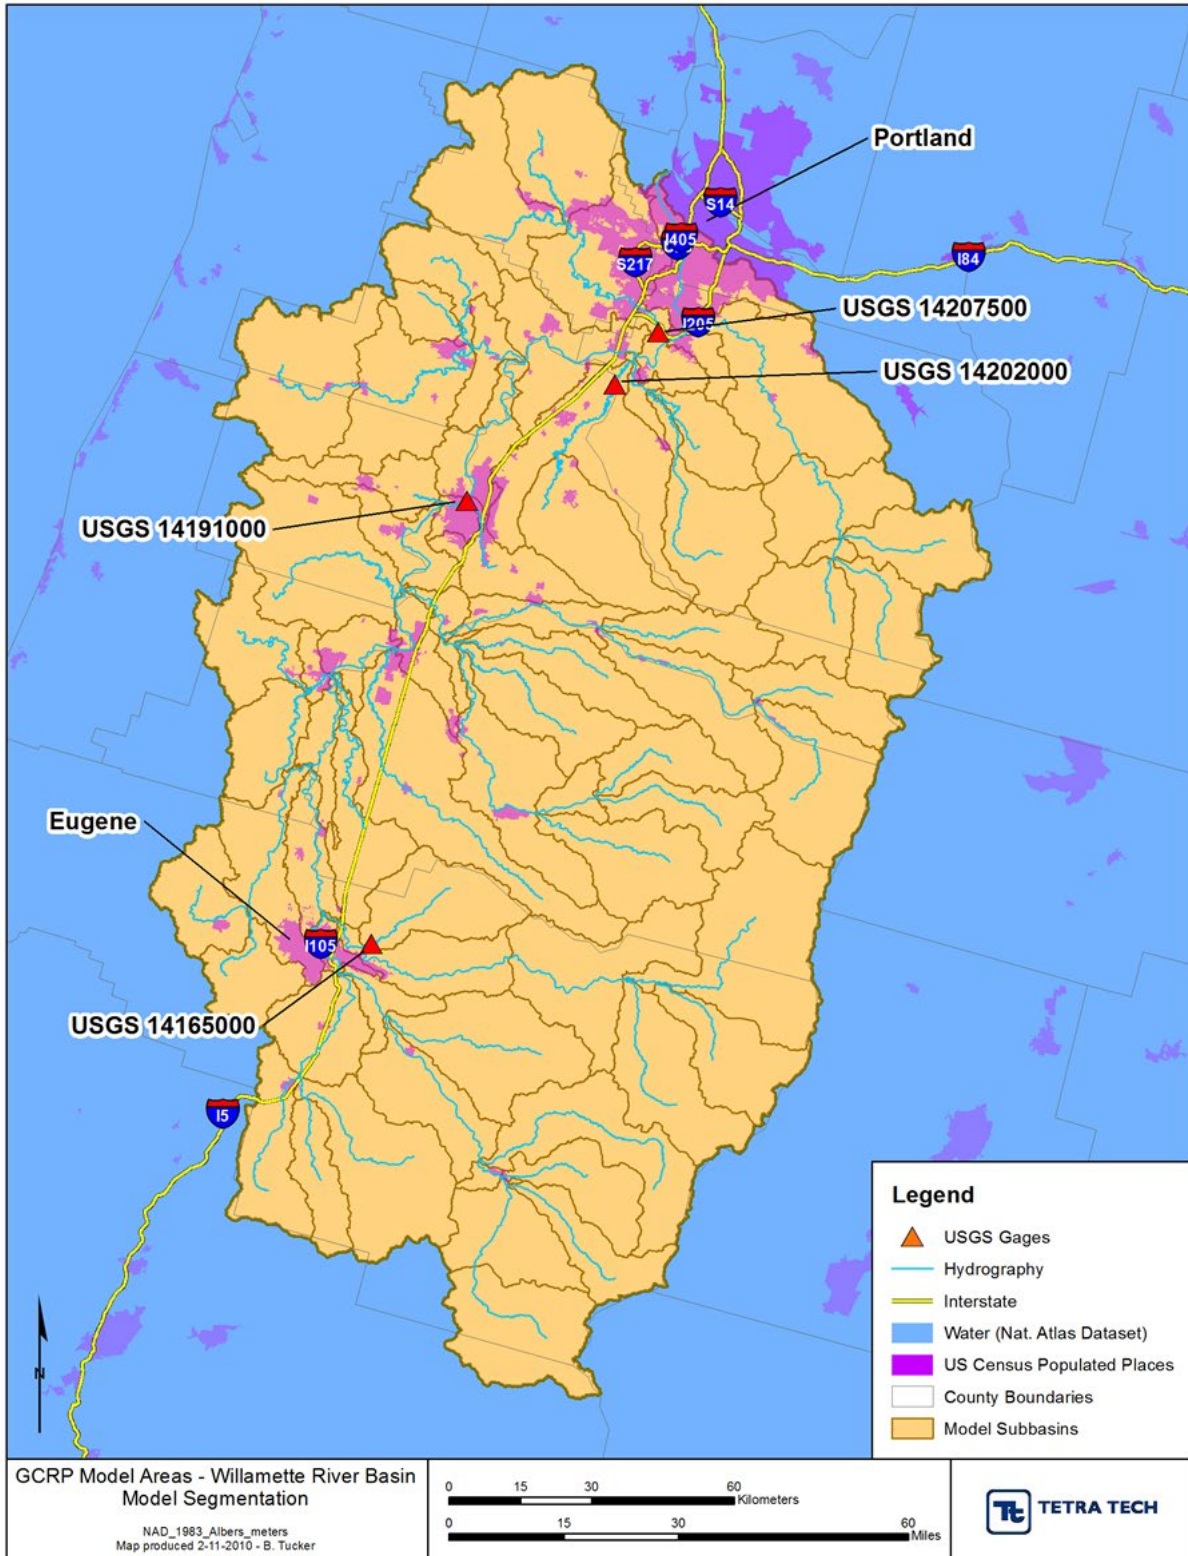 Portland
S14
I405
S217
I84
USGS 14207500
I205
USGS 14202000
USGS 14191000
Eugene
I105
USGS 14165000
I5
Legend
USGS Gages
Hydrography
Interstate
Water (Nat. Atlas Dataset)
US Census Populated Places
County Boundaries
Model Subbasins
N
GCRP Model Areas - Willamette River Basin
Model Segmentation
NAD_1983_Albers_meters
Map produced 2-11-2010 - B. Tucker
0 15 30 60
Kilometers
0 15 30 60
Miles
Tt TETRA TECH